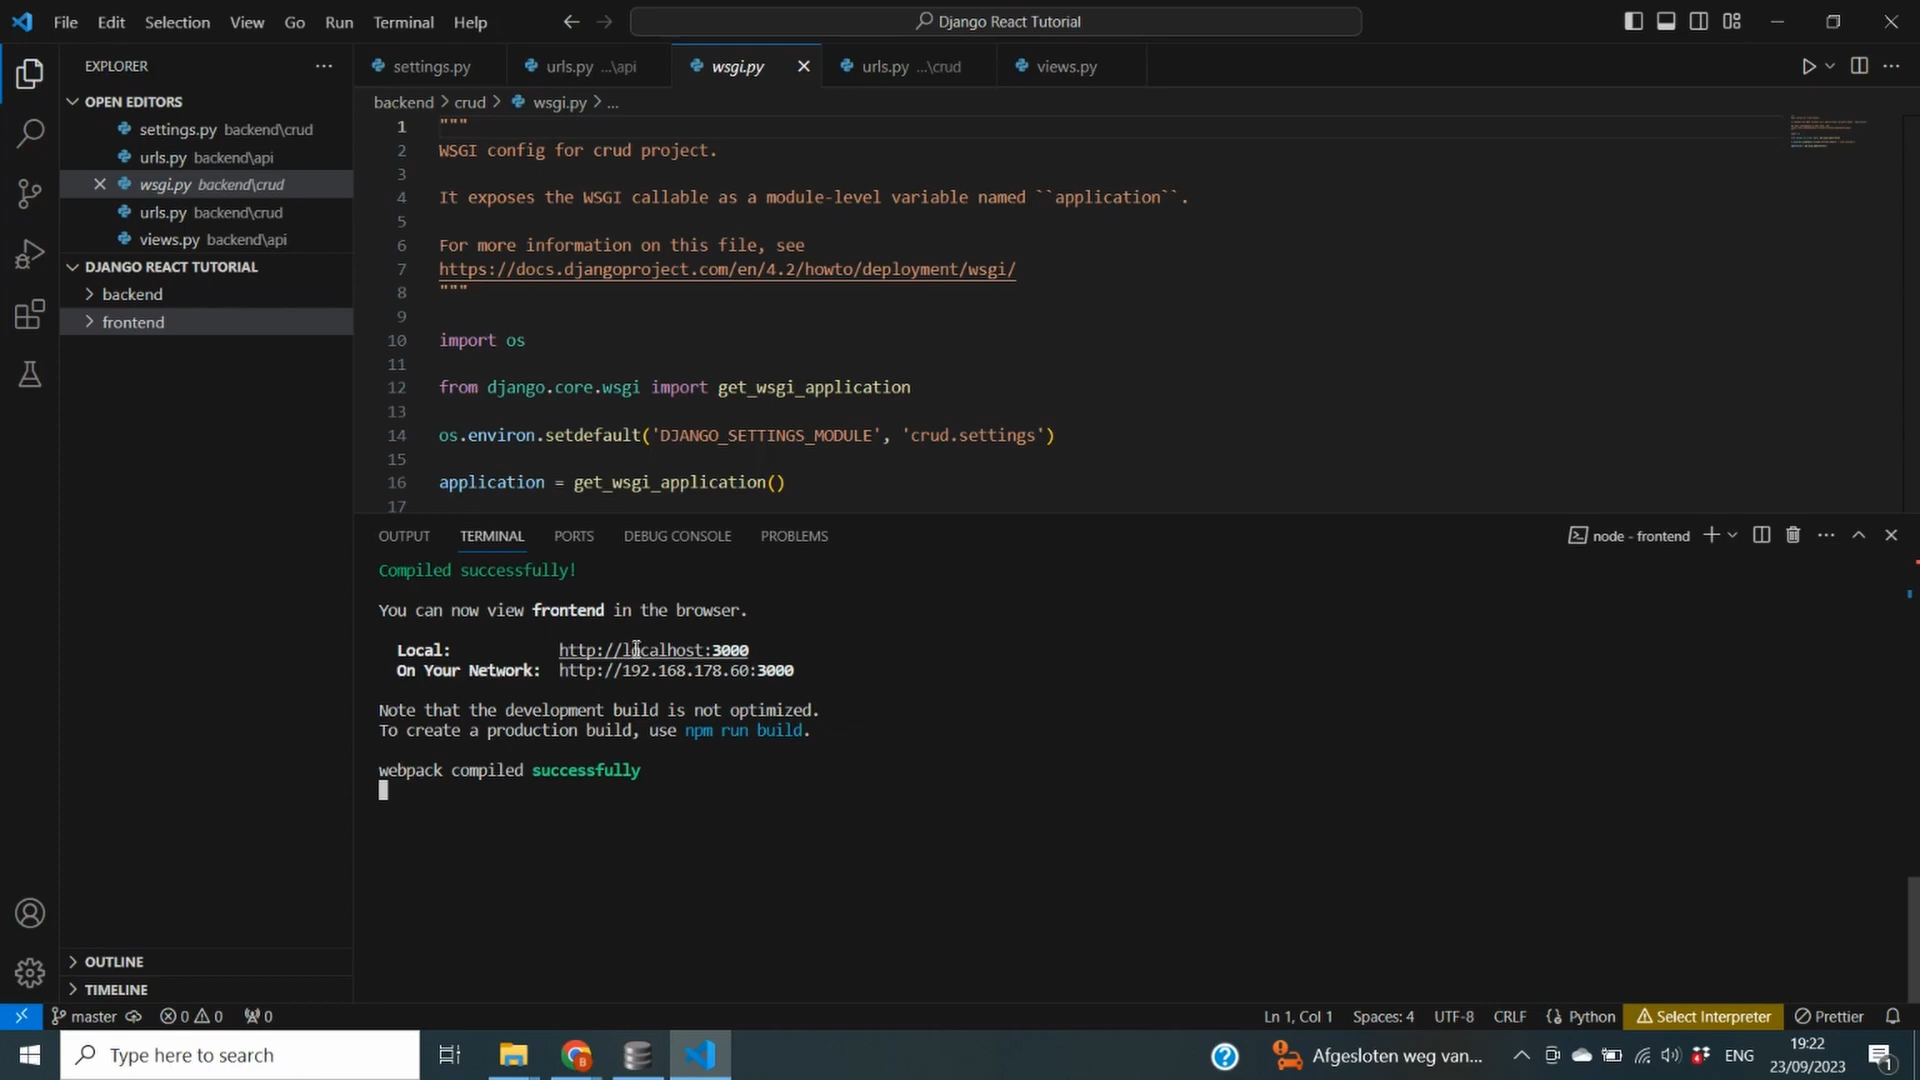 File Edit Selection View Go Run Terminal Help
Django React Tutorial
EXPLORER
OPEN EDITORS
settings.py backend\crud
urls.py backend\api
wsgi.py backend\crud
urls.py backend\crud
views.py backend\api
DJANGO REACT TUTORIAL
backend
frontend
OUTLINE
TIMELINE
settings.py urls.py ...\api wsgi.py urls.py ...\crud views.py
backend > crud > wsgi.py > ...
1 """
2 WSGI config for crud project.
3
4 It exposes the WSGI callable as a module-level variable named ``application``.
5
6 For more information on this file, see
7 https://docs.djangoproject.com/en/4.2/howto/deployment/wsgi/
8 """
9
10 import os
11
12 from django.core.wsgi import get_wsgi_application
13
14 os.environ.setdefault('DJANGO_SETTINGS_MODULE', 'crud.settings')
15
16 application = get_wsgi_application()
17
OUTPUT TERMINAL PORTS DEBUG CONSOLE PROBLEMS
node - frontend
Compiled successfully!
You can now view frontend in the browser.
Local: http://localhost:3000
On Your Network: http://192.168.178.60:3000
Note that the development build is not optimized.
To create a production build, use npm run build.
webpack compiled successfully
master 0 0 0
Ln 1, Col 1 Spaces: 4 UTF-8 CRLF Python Select Interpreter Prettier
Type here to search
Afgesloten weg van...
ENG
19:22
23/09/2023
1